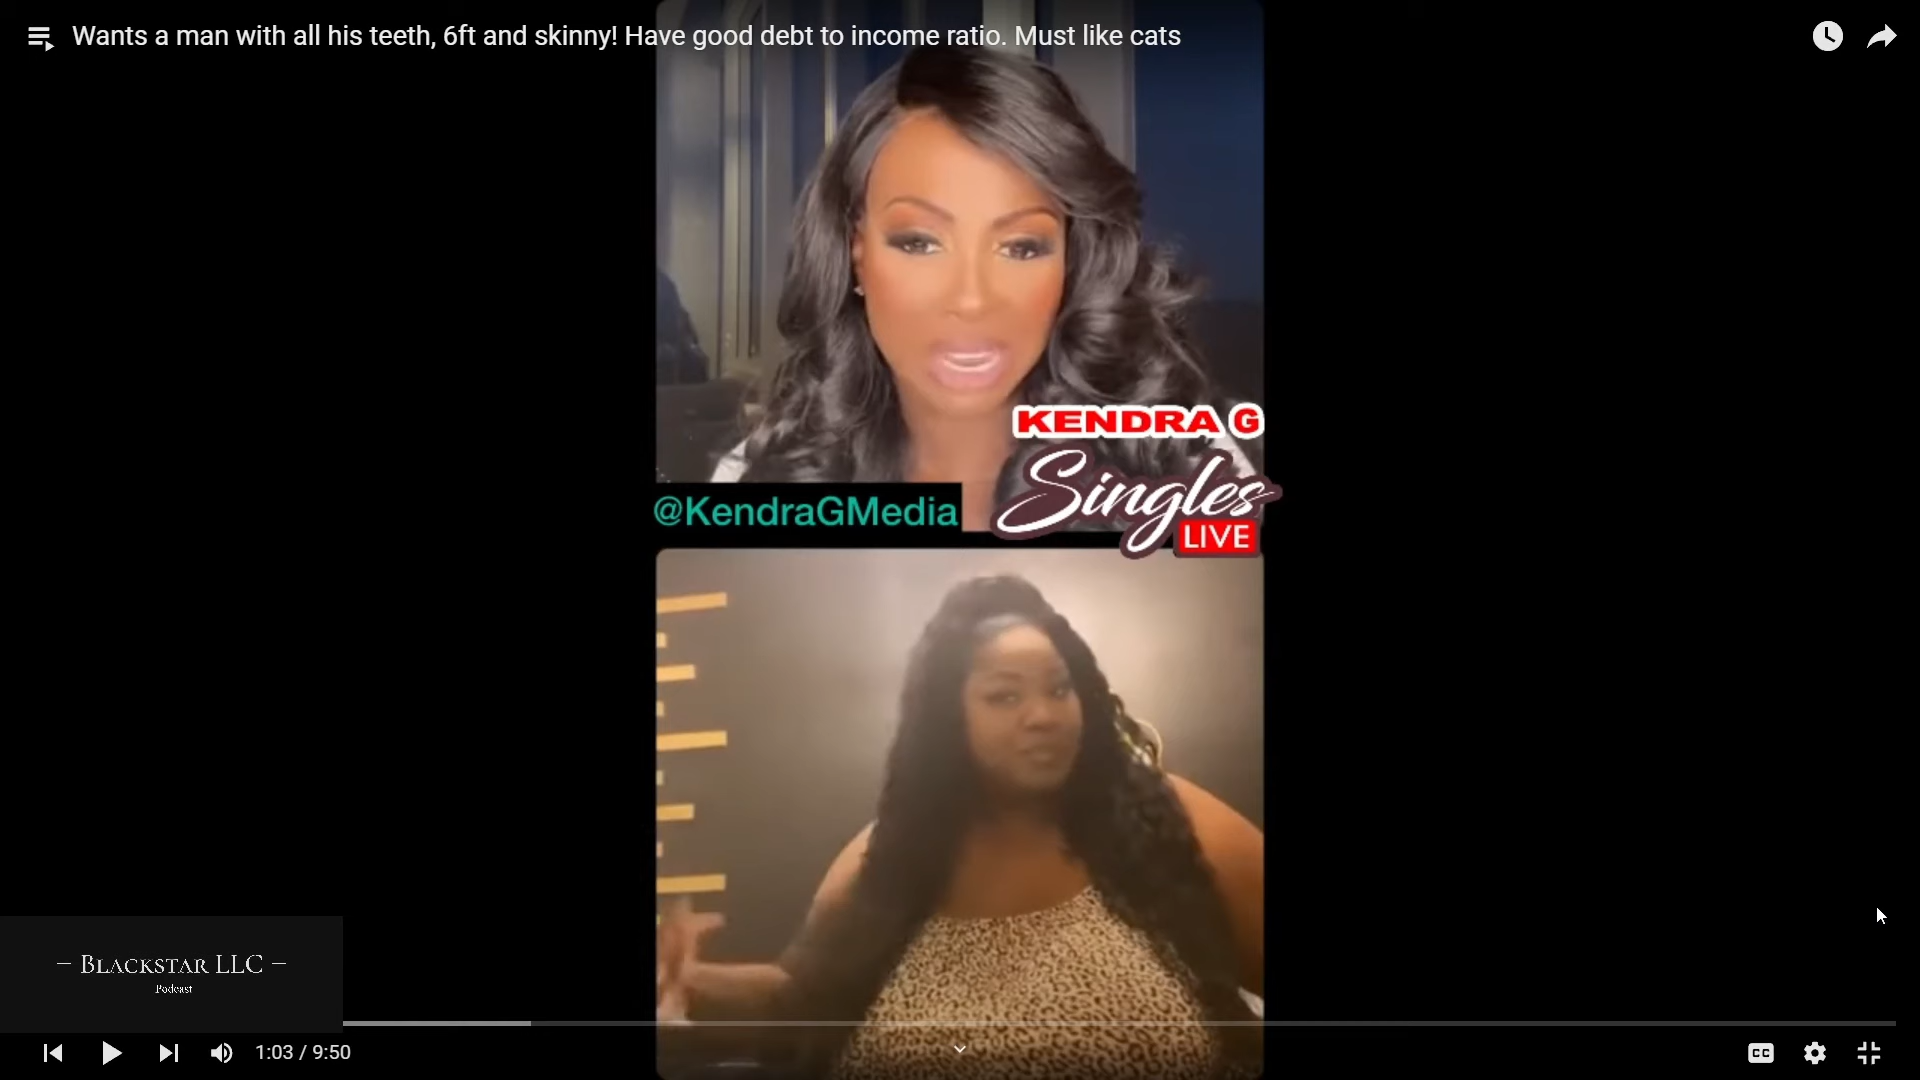 Wants a man with all his teeth, 6ft and skinny! Have good debt to income ratio. Must like cats
KENDRA G
Singles
LIVE
@KendraGMedia
— BLACKSTAR LLC —
Podcast
1:03 / 9:50
CC